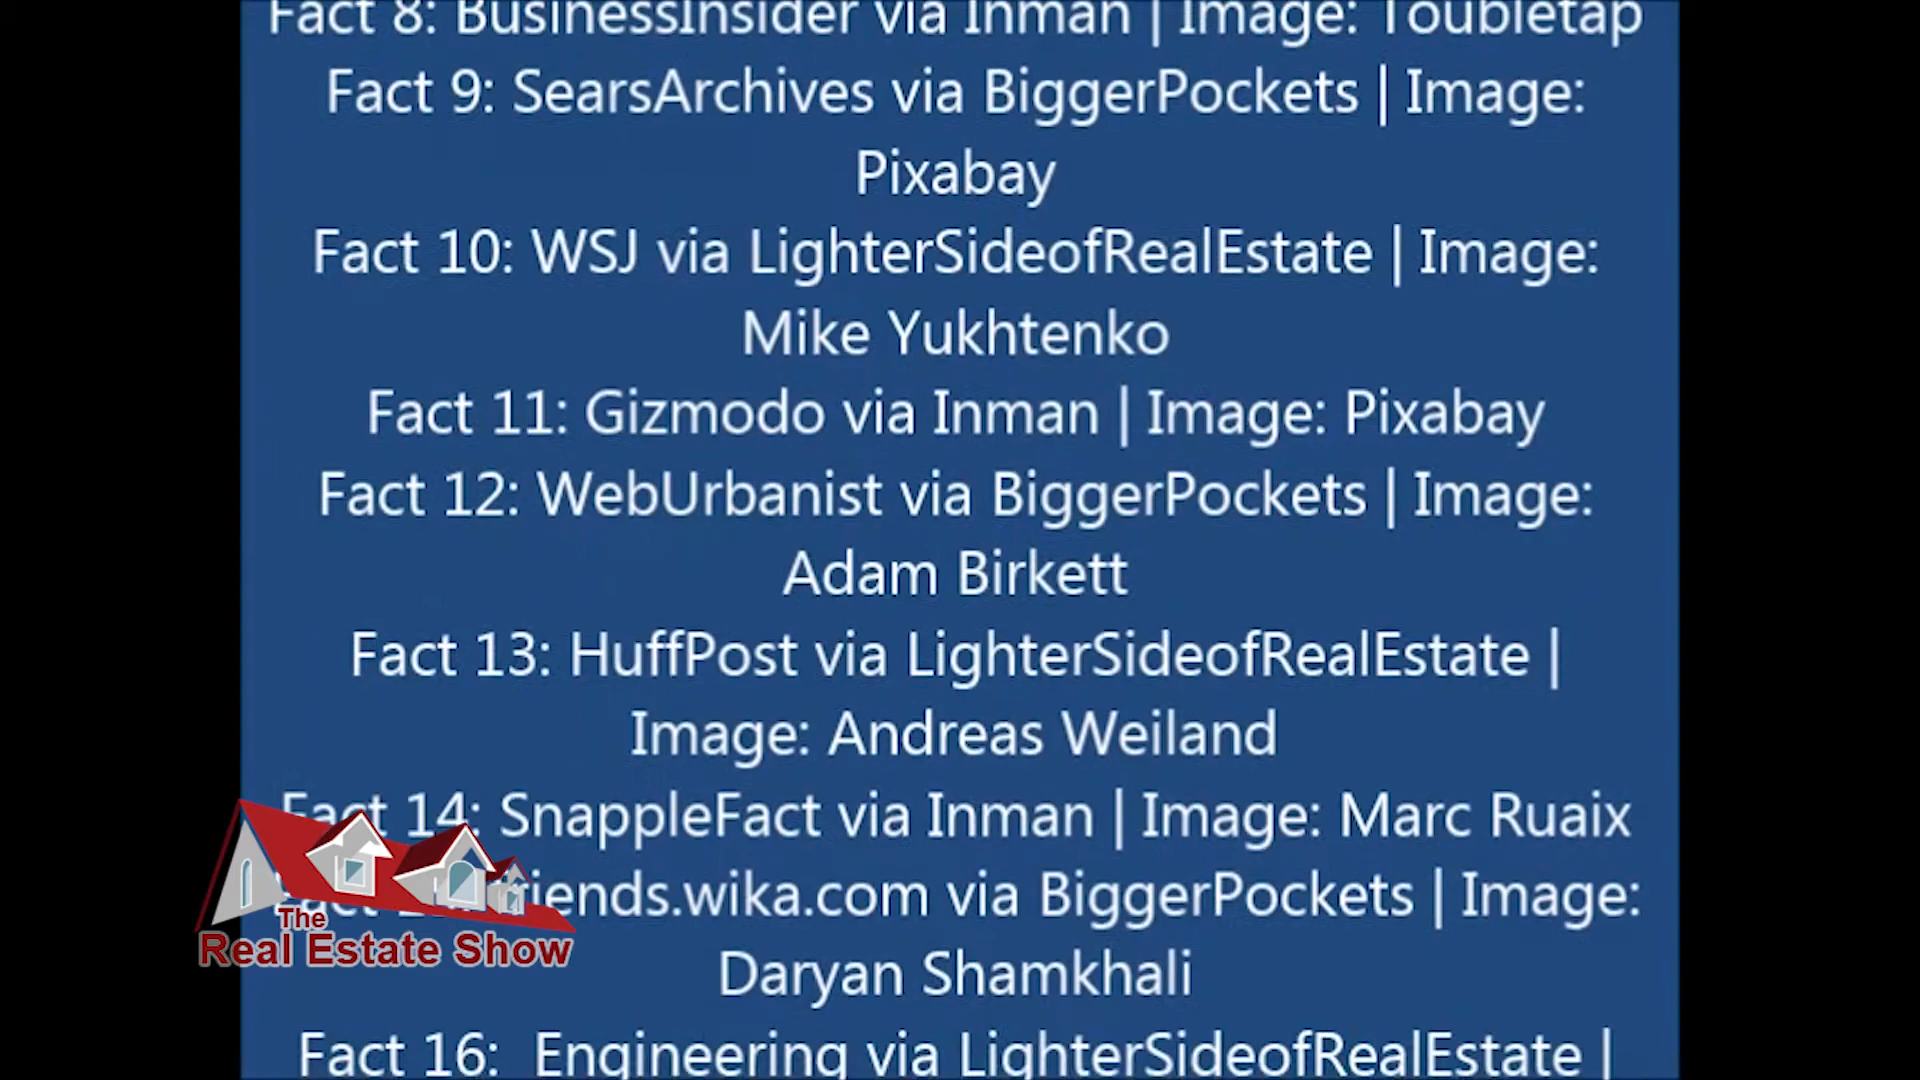 Fact 8: BusinessInsider via Inman | Image: Toubletap
Fact 9: SearsArchives via BiggerPockets | Image:
Pixabay
Fact 10: WSJ via LighterSideofRealEstate | Image:
Mike Yukhtenko
Fact 11: Gizmodo via Inman | Image: Pixabay
Fact 12: WebUrbanist via BiggerPockets | Image:
Adam Birkett
Fact 13: HuffPost via LighterSideofRealEstate |
Image: Andreas Weiland
Fact 14: SnappleFact via Inman | Image: Marc Ruaix
Fact via BiggerPockets | Image:
Daryan Shamkhali
Fact 16: Engineering via LighterSideofRealEstate |
The
Real Estate Show